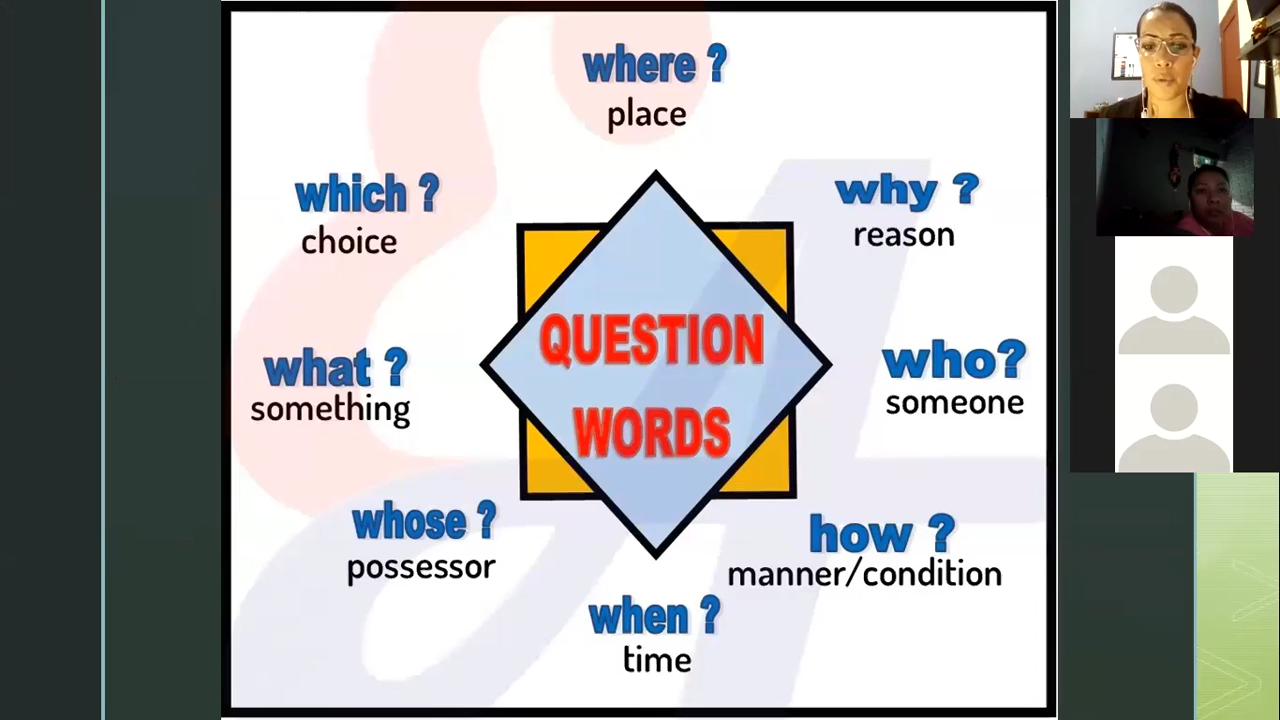 where ?
place
which ?
choice
why ?
reason
QUESTION
WORDS
what ?
something
who?
someone
whose ?
possessor
how ?
manner/condition
when ?
time